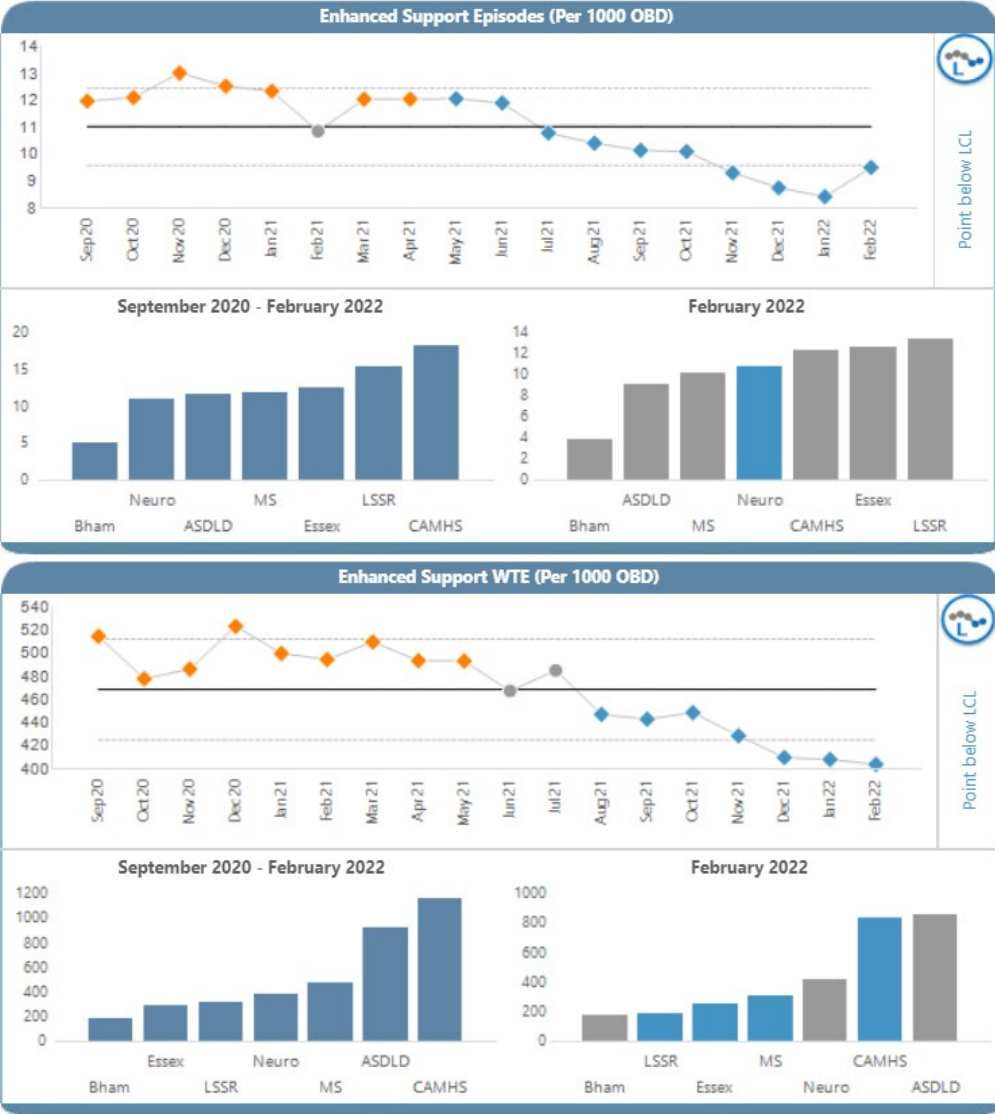 Enhanced Support Episodes (Per 1000 OBD)
14
13
12
11
10
9
8
Sep20 Oct20 Nov20 Dec20 Jan21 Feb21 Mar21 Apr21 May21 Jun21 Jul21 Aug21 Sep21 Oct21 Nov21 Dec21 Jan22 Feb22
L
Point below LCL
September 2020 - February 2022
20
15
10
5
0
Neuro MS LSSR
Bham ASDLD Essex CAMHS
February 2022
14
12
10
8
6
4
2
0
ASDLD Neuro Essex
Bham MS CAMHS LSSR
Enhanced Support WTE (Per 1000 OBD)
540
520
500
480
460
440
420
400
Sep20 Oct20 Nov20 Dec20 Jan21 Feb21 Mar21 Apr21 May21 Jun21 Jul21 Aug21 Sep21 Oct21 Nov21 Dec21 Jan22 Feb22
L
Point below LCL
September 2020 - February 2022
1200
1000
800
600
400
200
0
Essex Neuro ASDLD
Bham LSSR MS CAMHS
February 2022
1000
800
600
400
200
0
LSSR MS CAMHS
Bham Essex Neuro ASDLD